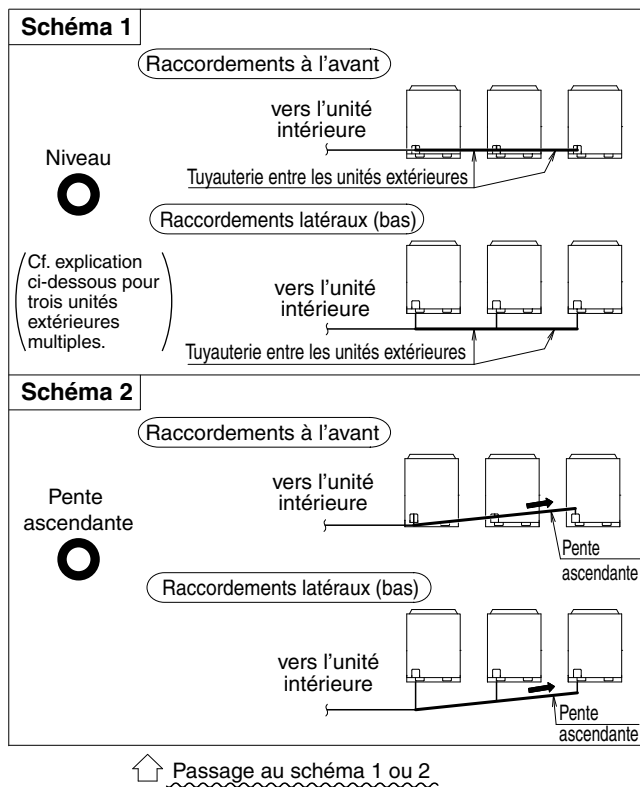 Schéma 1
Raccordements à l'avant
vers l'unité
intérieure
Niveau
Tuyauterie entre les unités extérieures
Raccordements latéraux (bas)
Cf. explication
ci-dessous pour
trois unités
extérieures
multiples.
vers l'unité
intérieure
Tuyauterie entre les unités extérieures
Schéma 2
Raccordements à l'avant
vers l'unité
intérieure
Pente
ascendante
Pente
ascendante
Raccordements latéraux (bas)
vers l'unité
intérieure
Pente
ascendante
Passage au schéma 1 ou 2